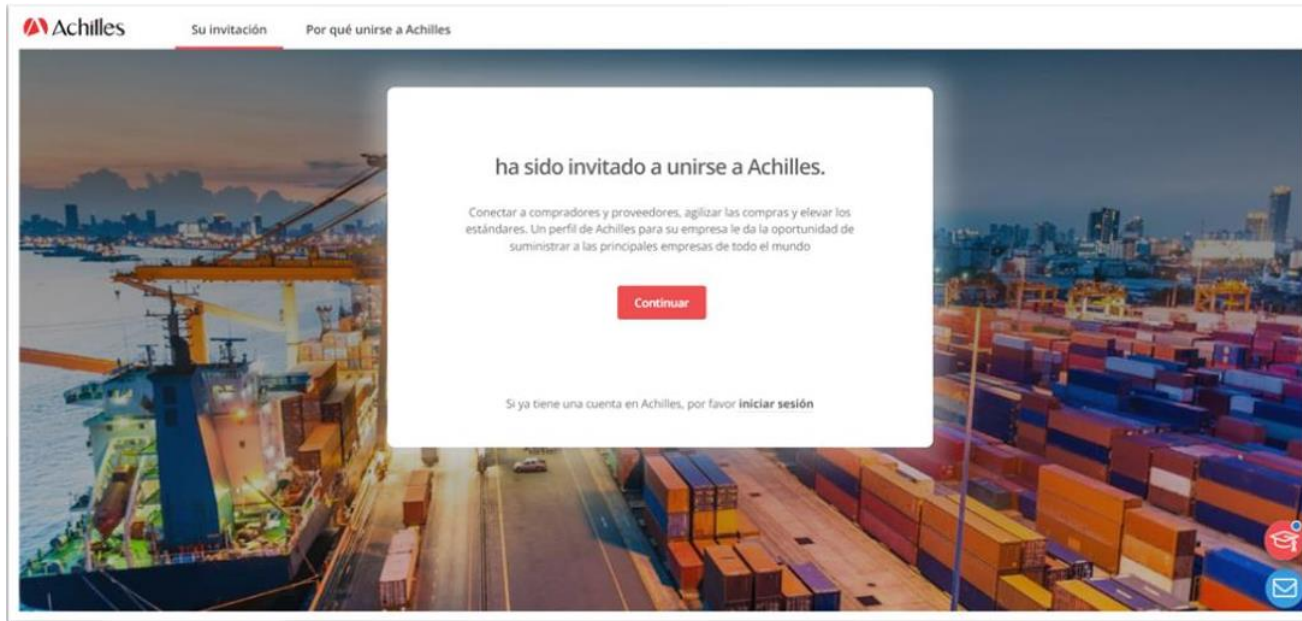 Achilles
Su invitación
Por qué unirse a Achilles
ha sido invitado a unirse a Achilles.
Conectar a compradores y proveedores, agilizar las compras y elevar los
estándares. Un perfil de Achilles para su empresa le da la oportunidad de
suministrar a las principales empresas de todo el mundo
Continuar
Si ya tiene una cuenta en Achilles, por favor iniciar sesión